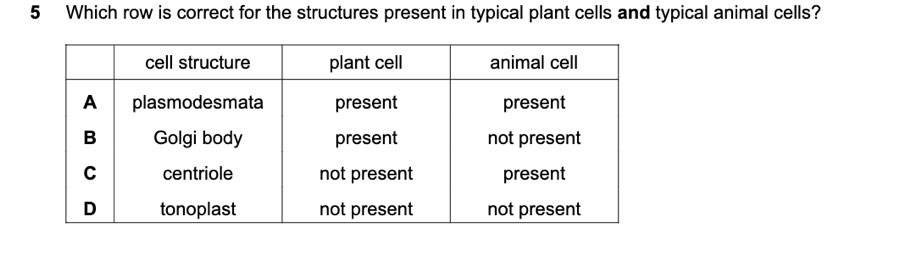 5 Which row is correct for the structures present in typical plant cells and typical animal cells?
cell structure plant cell animal cell
A plasmodesmata present present
B Golgi body present not present
C centriole not present present
D tonoplast not present not present